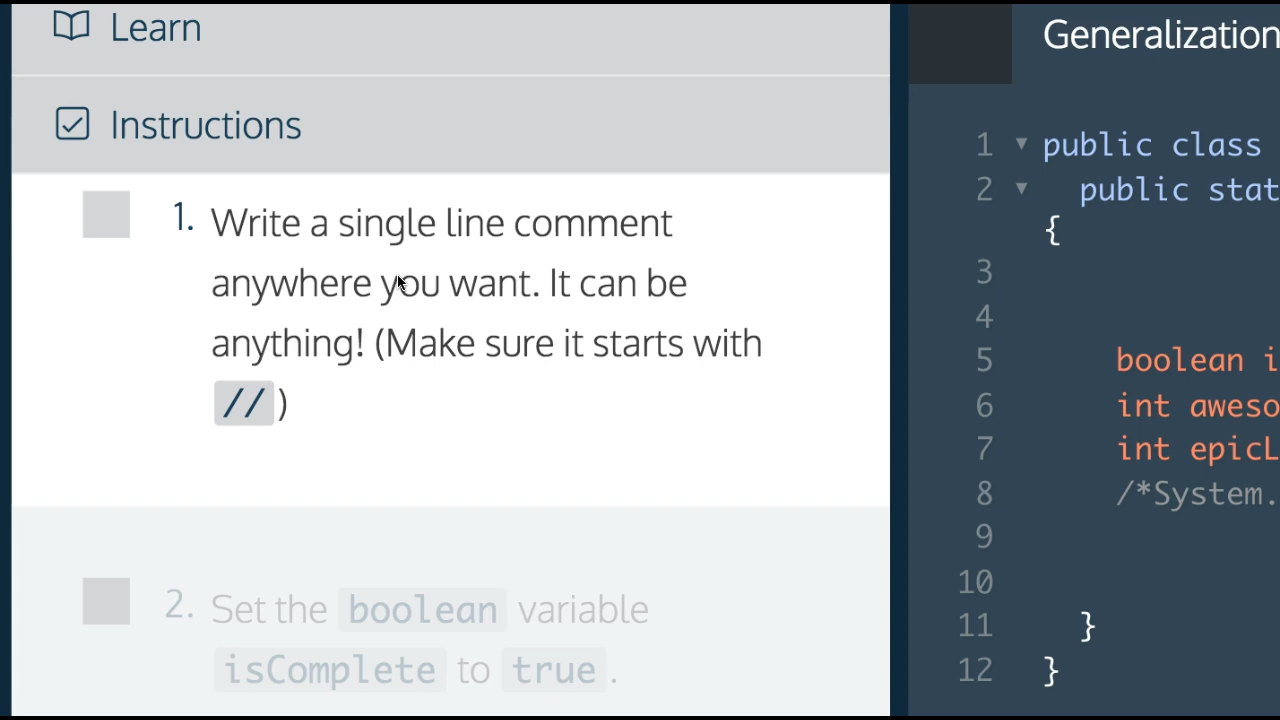 Learn
Instructions
1. Write a single line comment
anywhere you want. It can be
anything! (Make sure it starts with
// )
2. Set the boolean variable
isComplete to true .
Generalization
1 public class
2 public stat
{
3
4
5 boolean i
6 int aweso
7 int epicL
8 /*System.
9
10
11 }
12 }